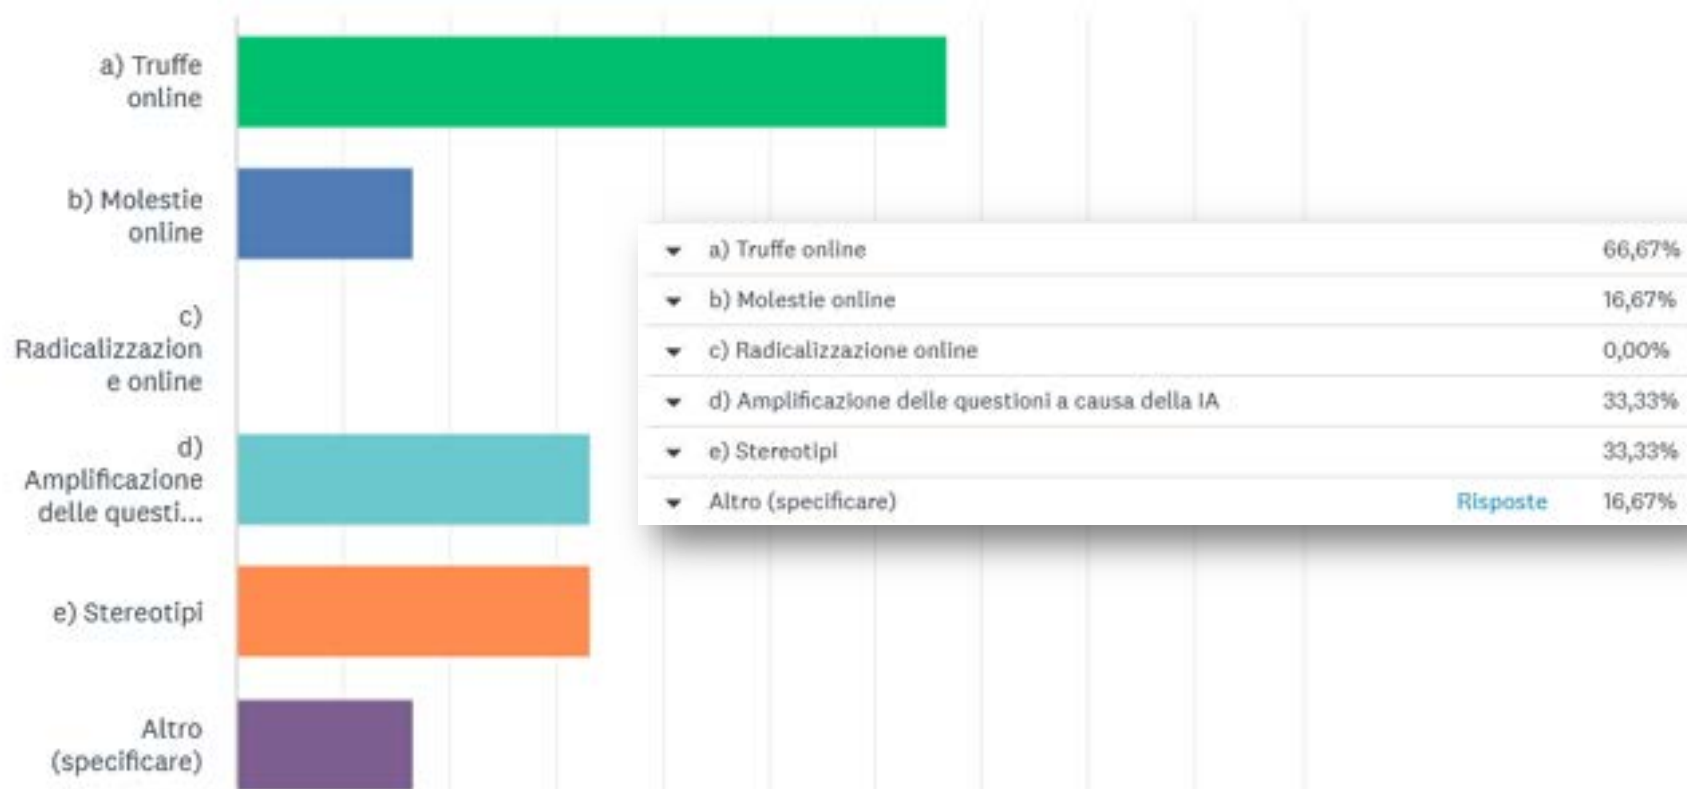 a) Truffe
online
b) Molestie
online
c)
Radicalizzazion
e online
d)
Amplificazione
delle questi...
e) Stereotipi
Altro
(specificare)
a) Truffe online 66,67%
b) Molestie online 16,67%
c) Radicalizzazione online 0,00%
d) Amplificazione delle questioni a causa della IA 33,33%
e) Stereotipi 33,33%
Altro (specificare) Risposte 16,67%